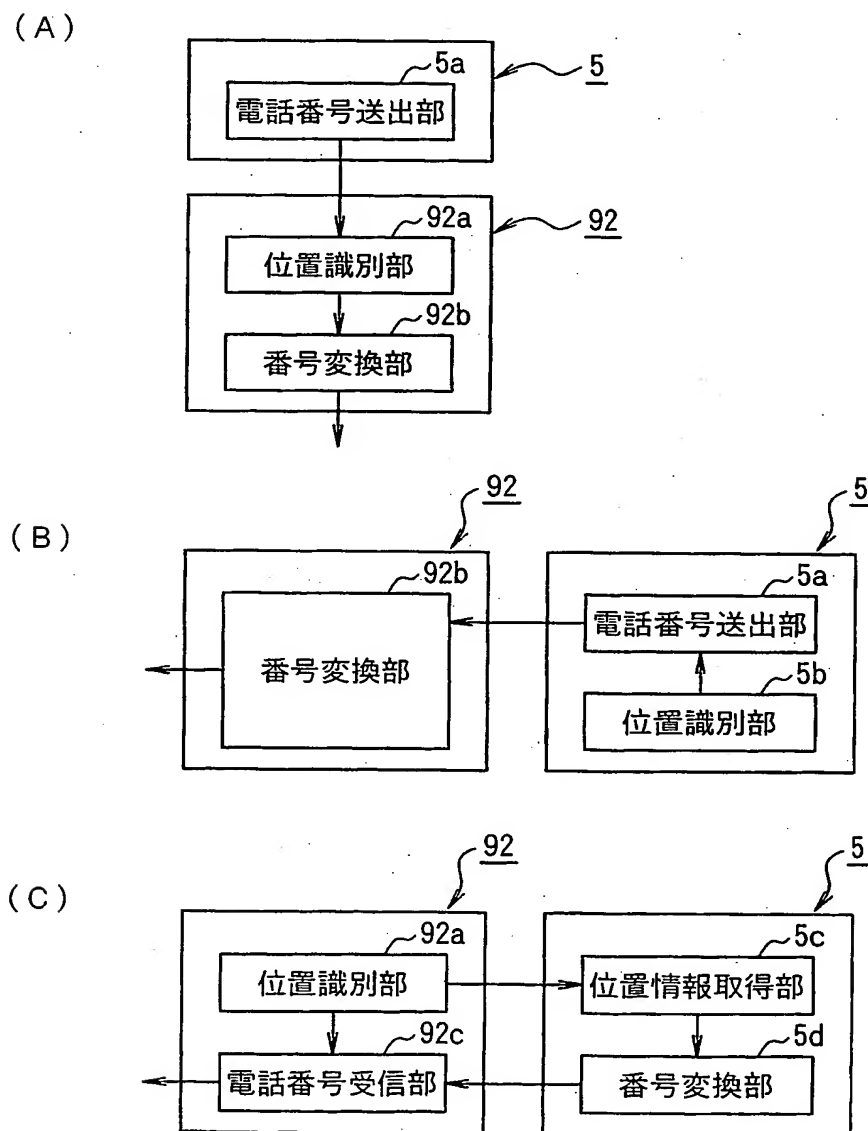 (A)
5a
5
電話番号送出部
92a
92
位置識別部
92b
番号変換部
(B)
92
5
92b
5a
番号変換部
電話番号送出部
5b
位置識別部
(C)
92
5
92a
5c
位置識別部
位置情報取得部
92c
5d
電話番号受信部
番号変換部